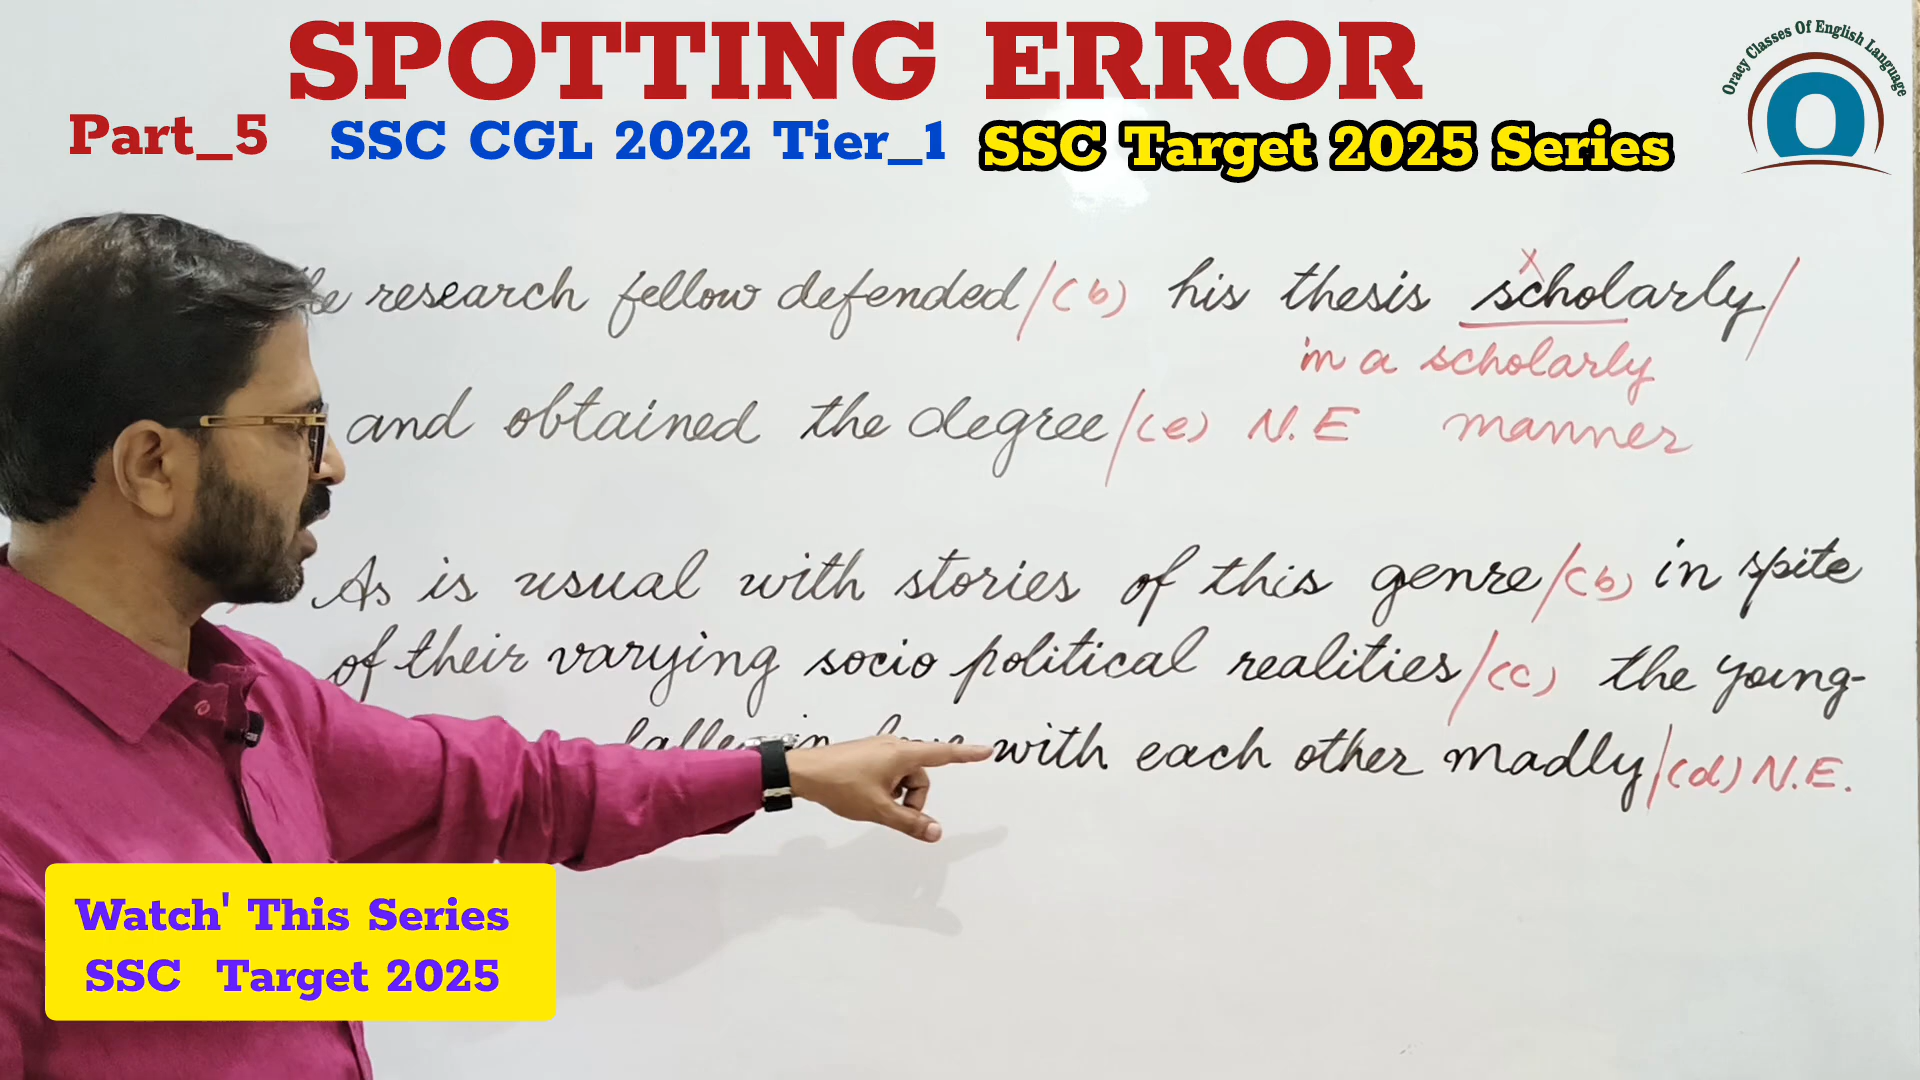 SPOTTING ERROR
Oracy Classes Of English Language
O
Part_5 SSC CGL 2022 Tier_1 SSC Target 2025 Series
research fellow defended/(b) his thesis scholarly/
x
in a scholarly
and obtained the degree/(e) N.E manner
As is usual with stories of this genre/(b) in spite
of their varying socio political realities/(c) the young-
in with each other madly/(d) N.E.
Watch' This Series
SSC Target 2025